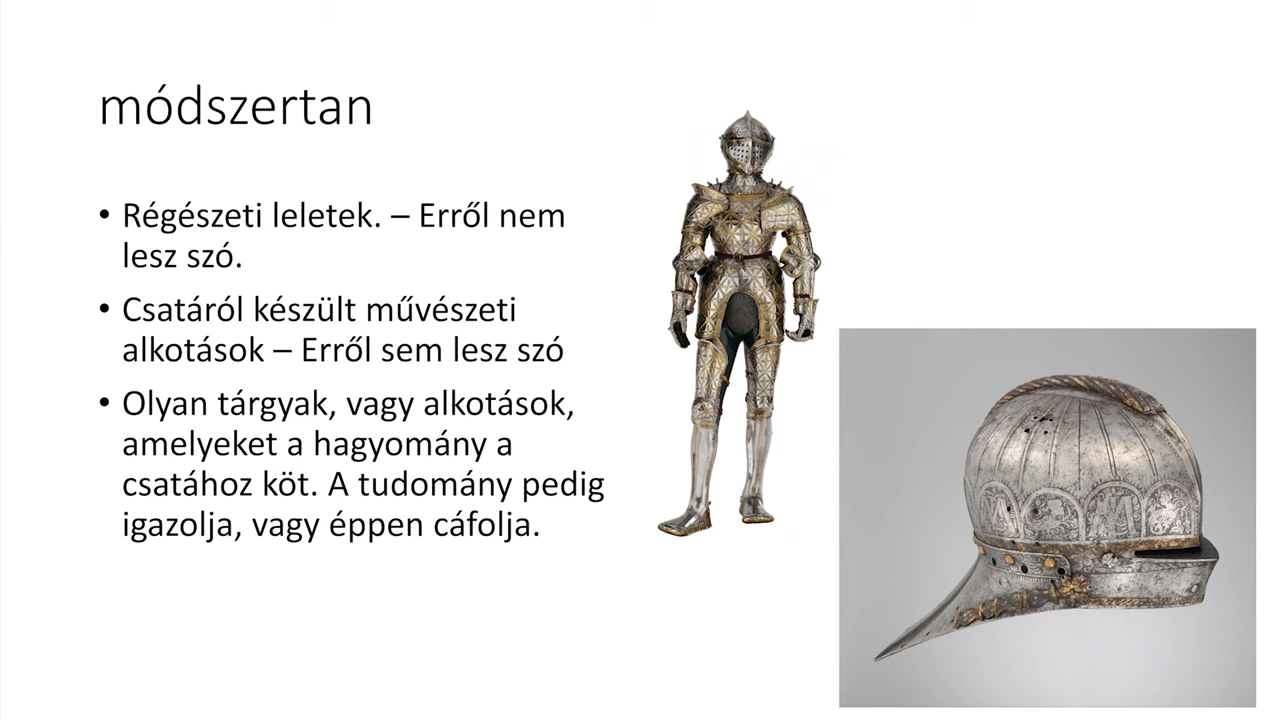 módszertan
• Régészeti leletek. – Erről nem
lesz szó.
• Csatáról készült művészeti
alkotások – Erről sem lesz szó
• Olyan tárgyak, vagy alkotások,
amelyeket a hagyomány a
csatához köt. A tudomány pedig
igazolja, vagy éppen cáfolja.